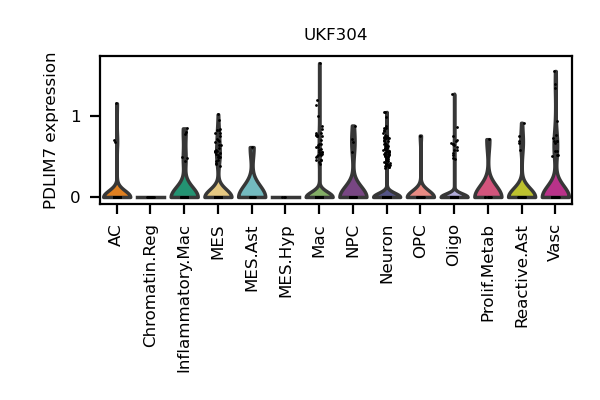 UKF304
PDLIM7 expression
1
0
AC
Chromatin.Reg
Inflammatory.Mac
MES
MES.Ast
MES.Hyp
Mac
NPC
Neuron
OPC
Oligo
Prolif.Metab
Reactive.Ast
Vasc